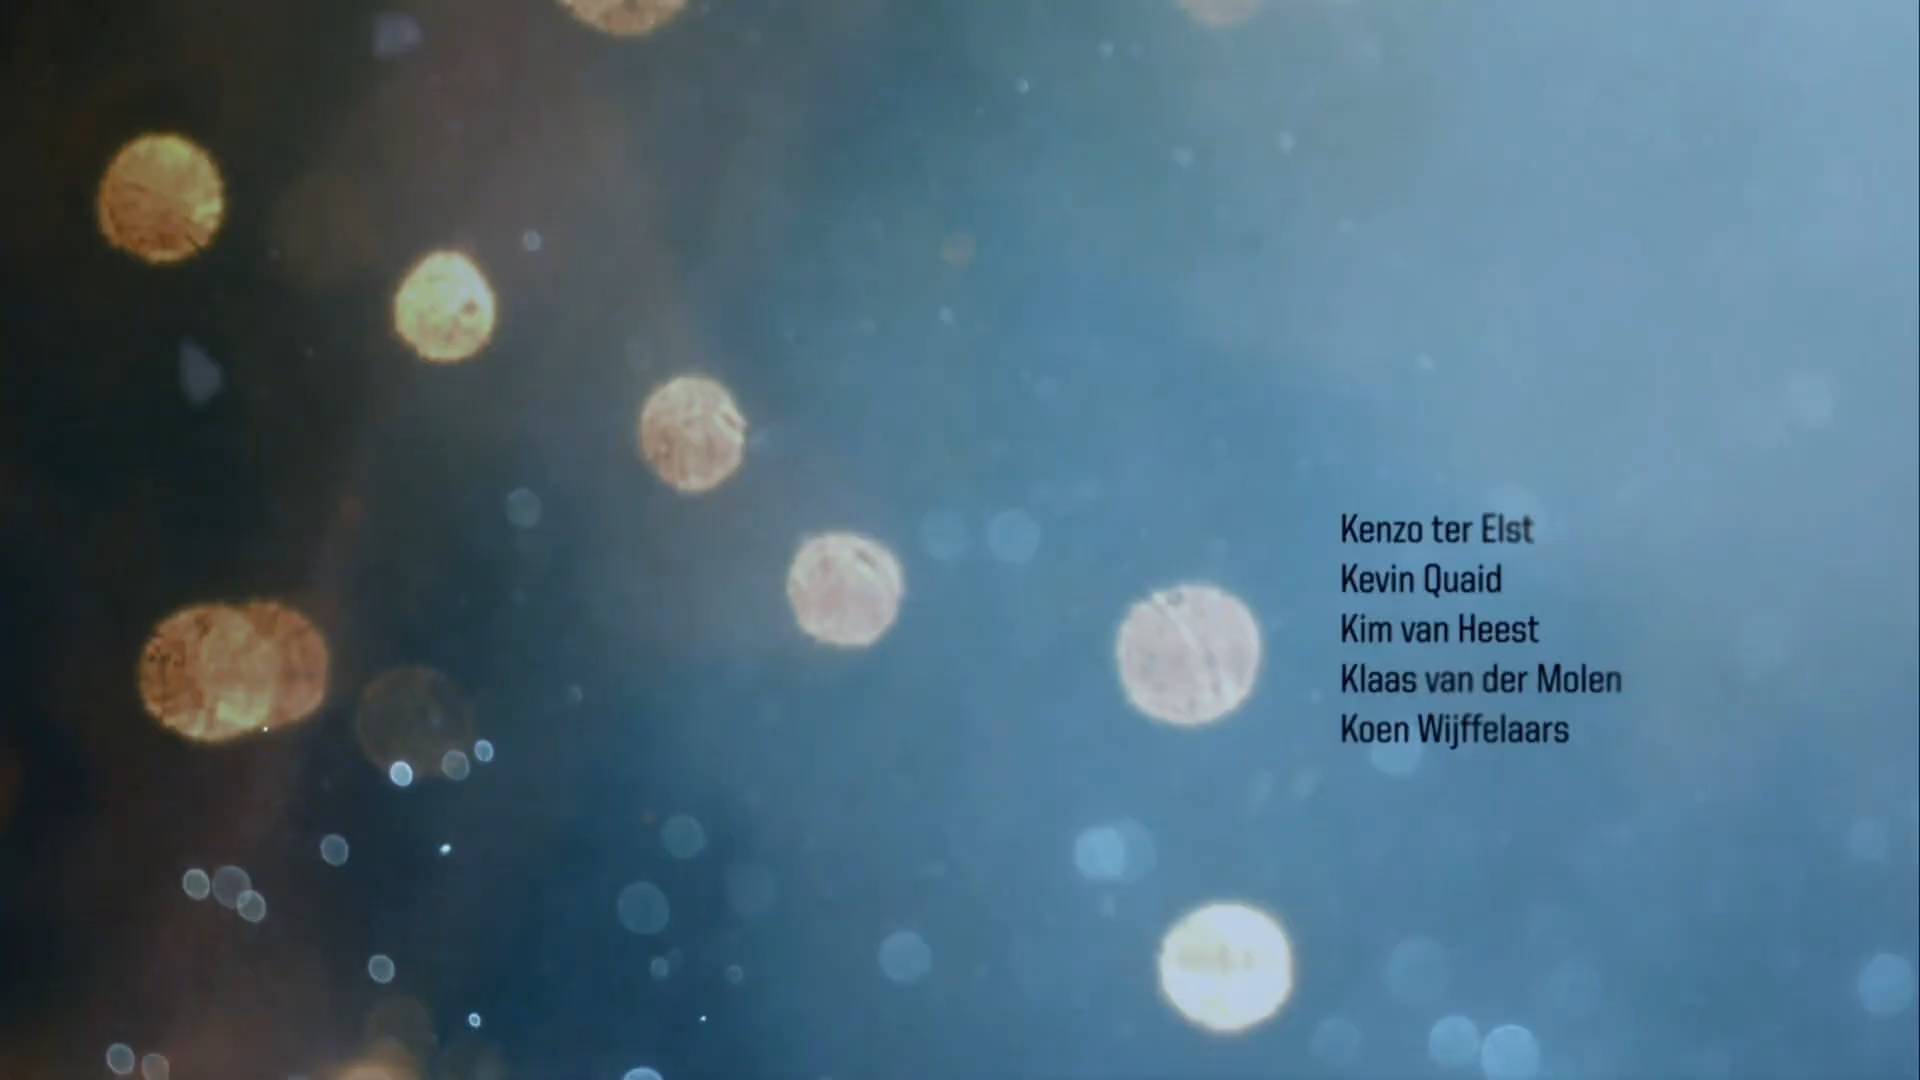 Kenzo ter Elst
Kevin Quaid
Kim van Heest
Klaas van der Molen
Koen Wijffelaars